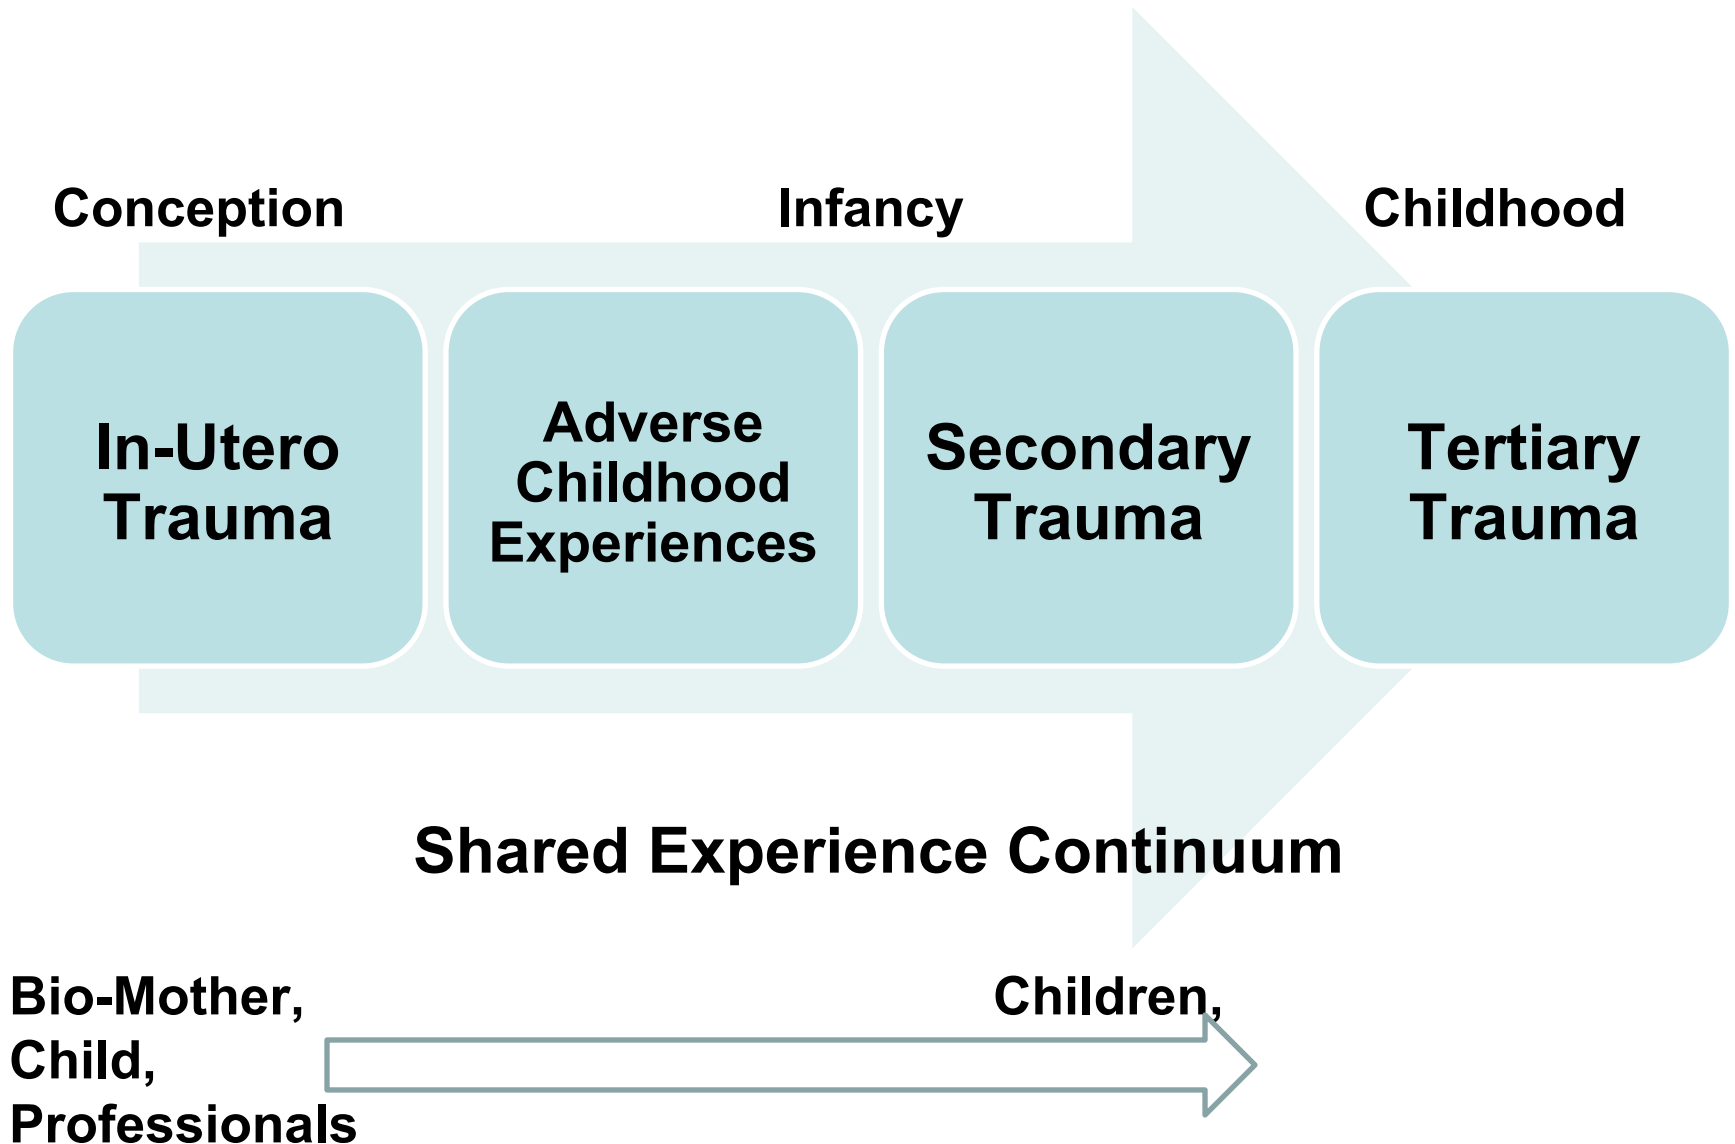 Conception
Infancy
Childhood
In-Utero
Trauma
Adverse
Childhood
Experiences
Secondary
Trauma
Tertiary
Trauma
Shared Experience Continuum
Bio-Mother,
Child,
Professionals
Children,